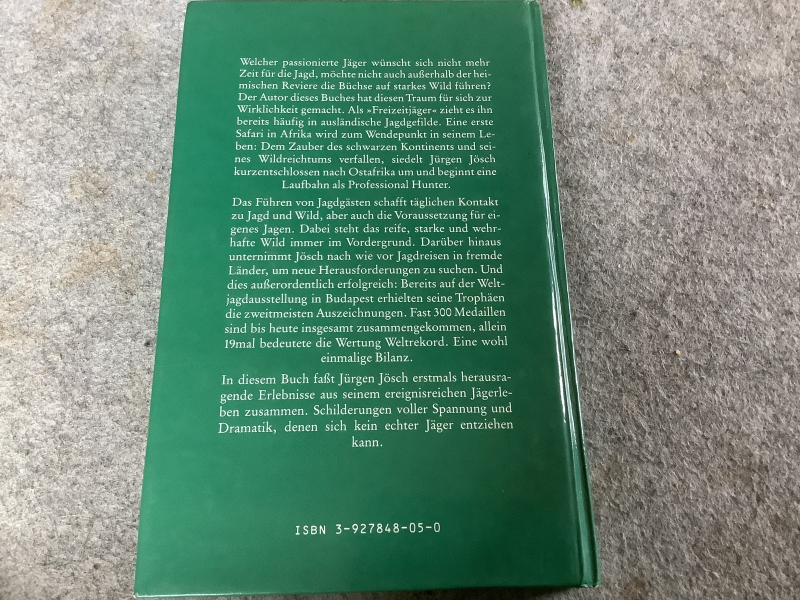 Welcher passionierte Jäger wünscht sich nicht mehr
Zeit für die Jagd, möchte nicht auch außerhalb der hei-
mischen Reviere die Büchse auf starkes Wild führen?
Der Autor dieses Buches hat diesen Traum für sich zur
Wirklichkeit gemacht. Als »Freizeitjäger« zieht es ihn
bereits häufig in ausländische Jagdgefilde. Eine erste
Safari in Afrika wird zum Wendepunkt in seinem Le-
ben: Dem Zauber des schwarzen Kontinents und sei-
nes Wildreichtums verfallen, siedelt Jürgen Jösch
kurzentschlossen nach Ostafrika um und beginnt eine
Laufbahn als Professional Hunter.
Das Führen von Jagdgästen schafft täglichen Kontakt
zu Jagd und Wild, aber auch die Voraussetzung für ei-
genes Jagen. Dabei steht das reife, starke und wehr-
hafte Wild immer im Vordergrund. Darüber hinaus
unternimmt Jösch nach wie vor Jagdreisen in fremde
Länder, um neue Herausforderungen zu suchen. Und
dies außerordentlich erfolgreich: Bereits auf der Welt-
jagdausstellung in Budapest erhielten seine Trophäen
die zweitmeisten Auszeichnungen. Fast 300 Medaillen
sind bis heute insgesamt zusammengekommen, allein
19mal bedeutete die Wertung Weltrekord. Eine wohl
einmalige Bilanz.
In diesem Buch faßt Jürgen Jösch erstmals herausra-
gende Erlebnisse aus seinem ereignisreichen Jägerle-
ben zusammen. Schilderungen voller Spannung und
Dramatik, denen sich kein echter Jäger entziehen
kann.
ISBN 3-927848-05-0